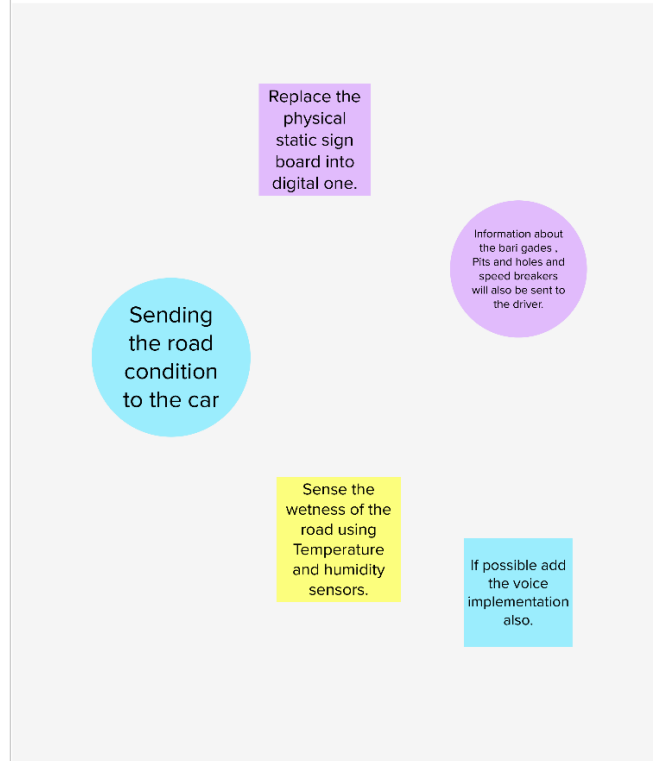 Replace the
physical
static sign
board into
digital one.
Information about
the bari gades ,
Pits and holes and
speed breakers
will also be sent to
the driver.
Sending
the road
condition
to the car
Sense the
wetness of the
road using
Temperature
and humidity
sensors.
If possible add
the voice
implementation
also.